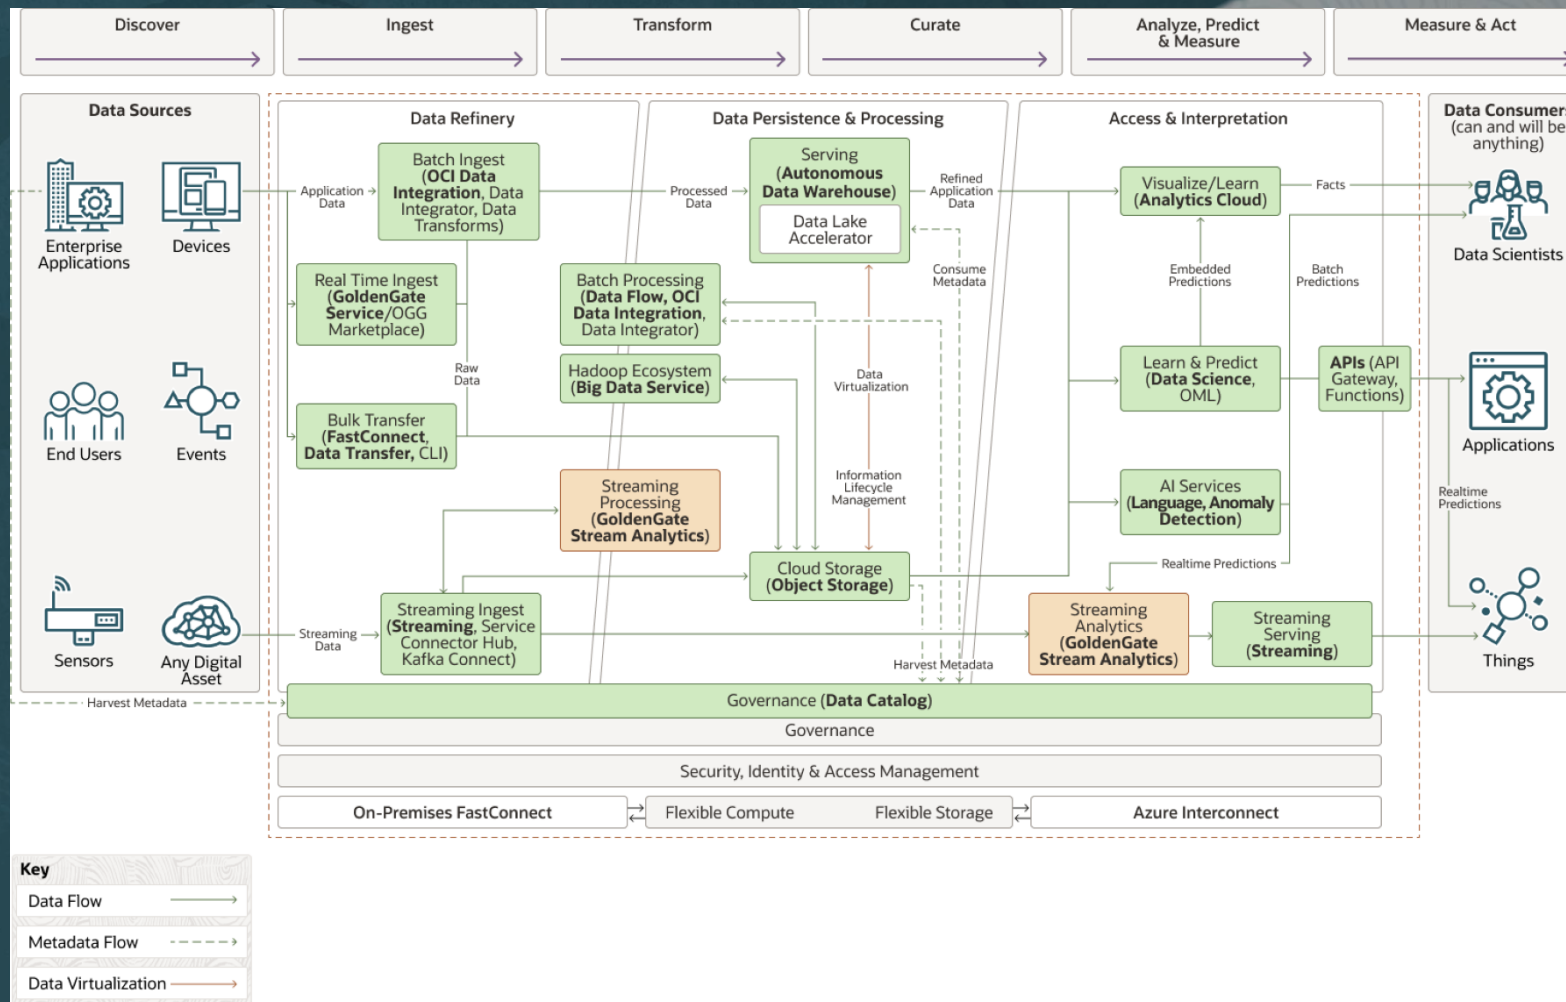 Discover
Ingest
Transform
Curate
Analyze, Predict
& Measure
Measure & Act
Data Sources
Enterprise
Applications
Devices
End Users
Events
Sensors
Any Digital
Asset
Data Refinery
Application
Data
Batch Ingest
(OCI Data
Integration, Data
Integrator, Data
Transforms)
Real Time Ingest
(GoldenGate
Service/OGG
Marketplace)
Raw
Data
Bulk Transfer
(FastConnect,
Data Transfer, CLI)
Streaming
Data
Streaming Ingest
(Streaming, Service
Connector Hub,
Kafka Connect)
Data Persistence & Processing
Processed
Data
Serving
(Autonomous
Data Warehouse)
Data Lake
Accelerator
Refined
Application
Data
Consume
Metadata
Batch Processing
(Data Flow, OCI
Data Integration,
Data Integrator)
Hadoop Ecosystem
(Big Data Service)
Data
Virtualization
Streaming
Processing
(GoldenGate
Stream Analytics)
Information
Lifecycle
Management
Cloud Storage
(Object Storage)
Harvest Metadata
Access & Interpretation
Visualize/Learn
(Analytics Cloud)
Facts
Embedded
Predictions
Batch
Predictions
Learn & Predict
(Data Science,
OML)
APIs (API
Gateway,
Functions)
AI Services
(Language, Anomaly
Detection)
Realtime Predictions
Streaming
Analytics
(GoldenGate
Stream Analytics)
Streaming
Serving
(Streaming)
Data Consumers
(can and will be
anything)
Data Scientists
Applications
Realtime
Predictions
Things
Harvest Metadata
Governance (Data Catalog)
Governance
Security, Identity & Access Management
On-Premises FastConnect
Flexible Compute
Flexible Storage
Azure Interconnect
Key
Data Flow
Metadata Flow
Data Virtualization